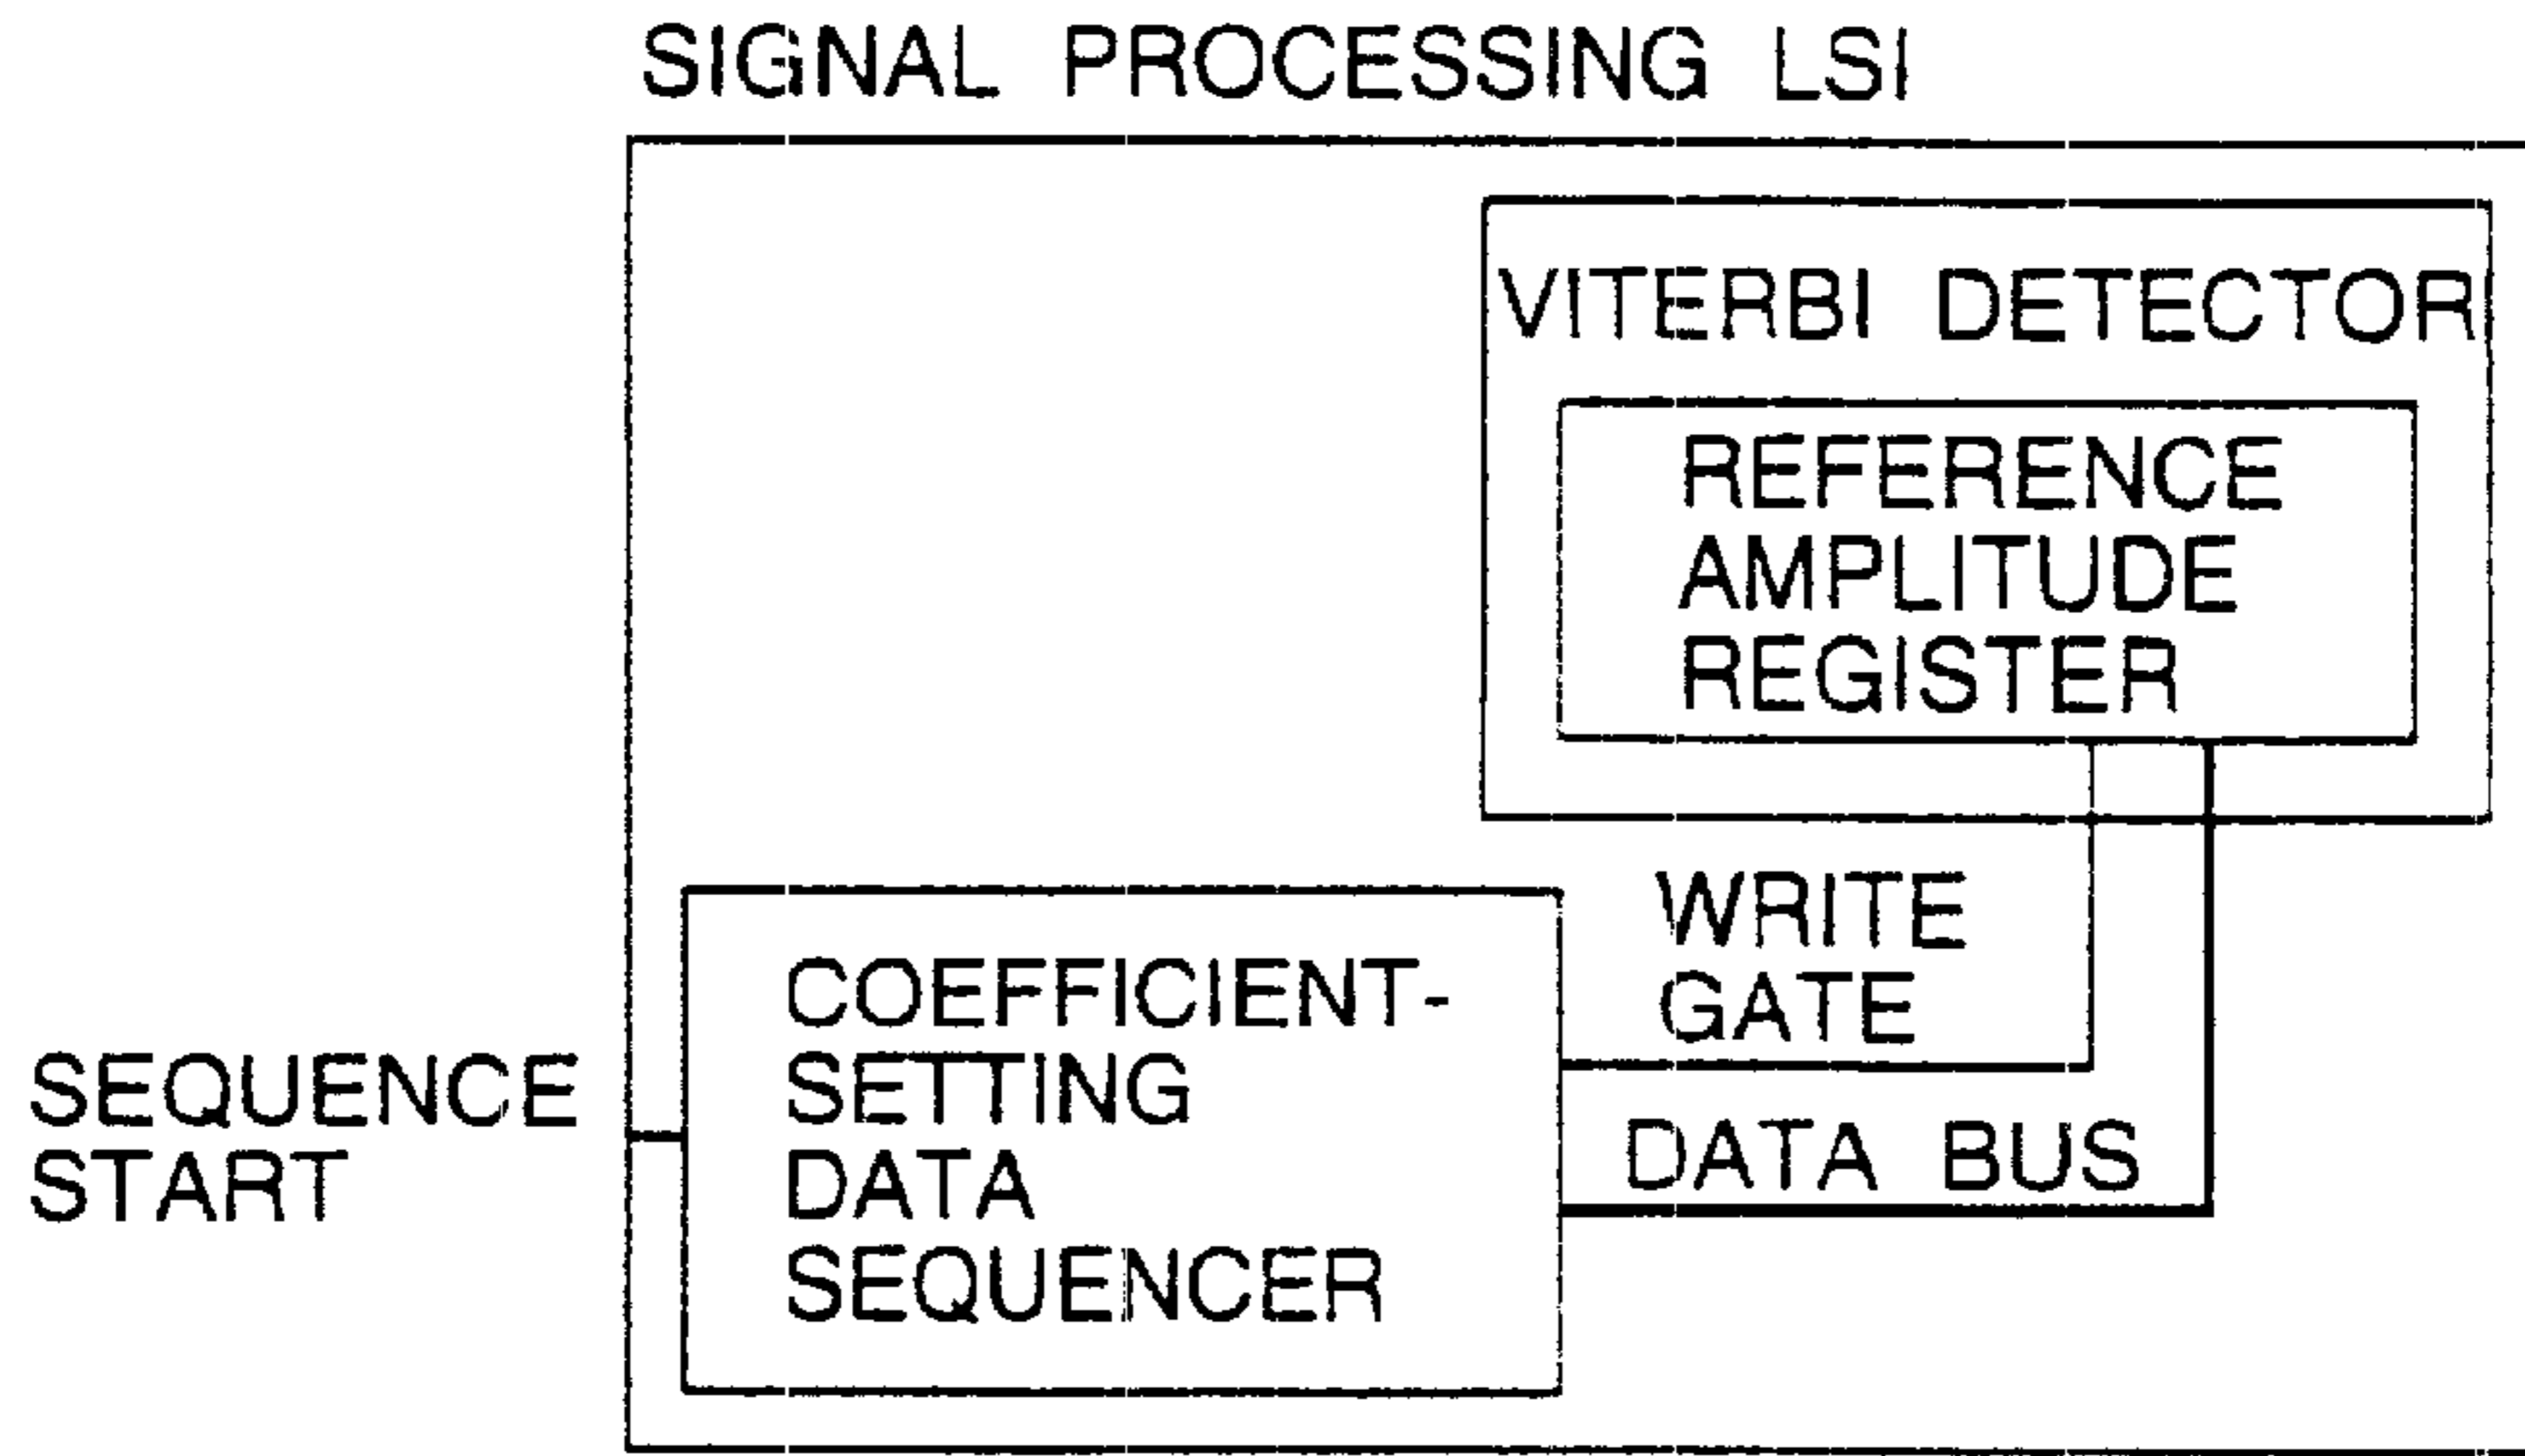 SIGNAL PROCESSING LSI
VITERBI DETECTOR
REFERENCE
AMPLITUDE
REGISTER
WRITE
GATE
COEFFICIENT-
SETTING
DATA
SEQUENCER
SEQUENCE
START
DATA BUS